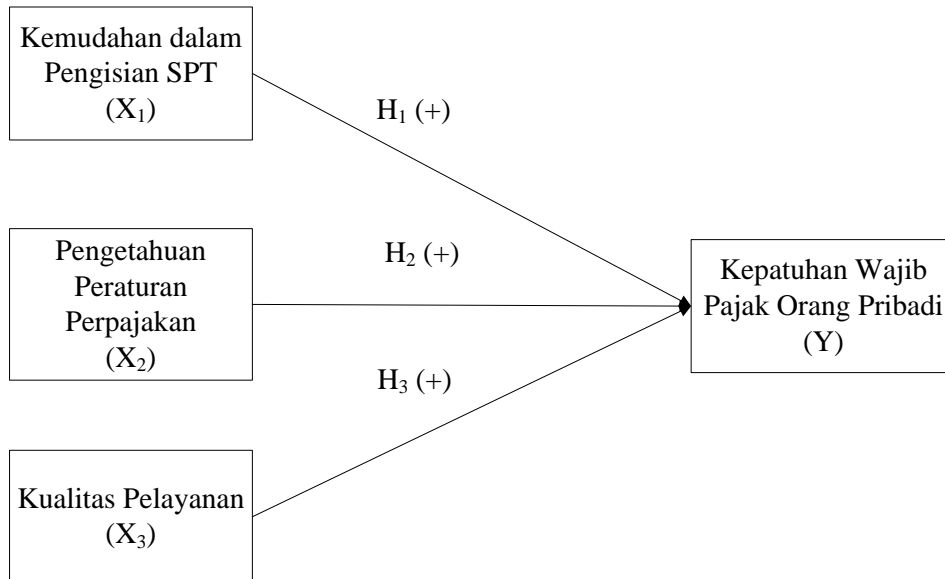 Kemudahan dalam
Pengisian SPT
(X₁)
H₁ (+)
Pengetahuan
Peraturan
Perpajakan
(X₂)
H₂ (+)
Kepatuhan Wajib
Pajak Orang Pribadi
(Y)
H₃ (+)
Kualitas Pelayanan
(X₃)